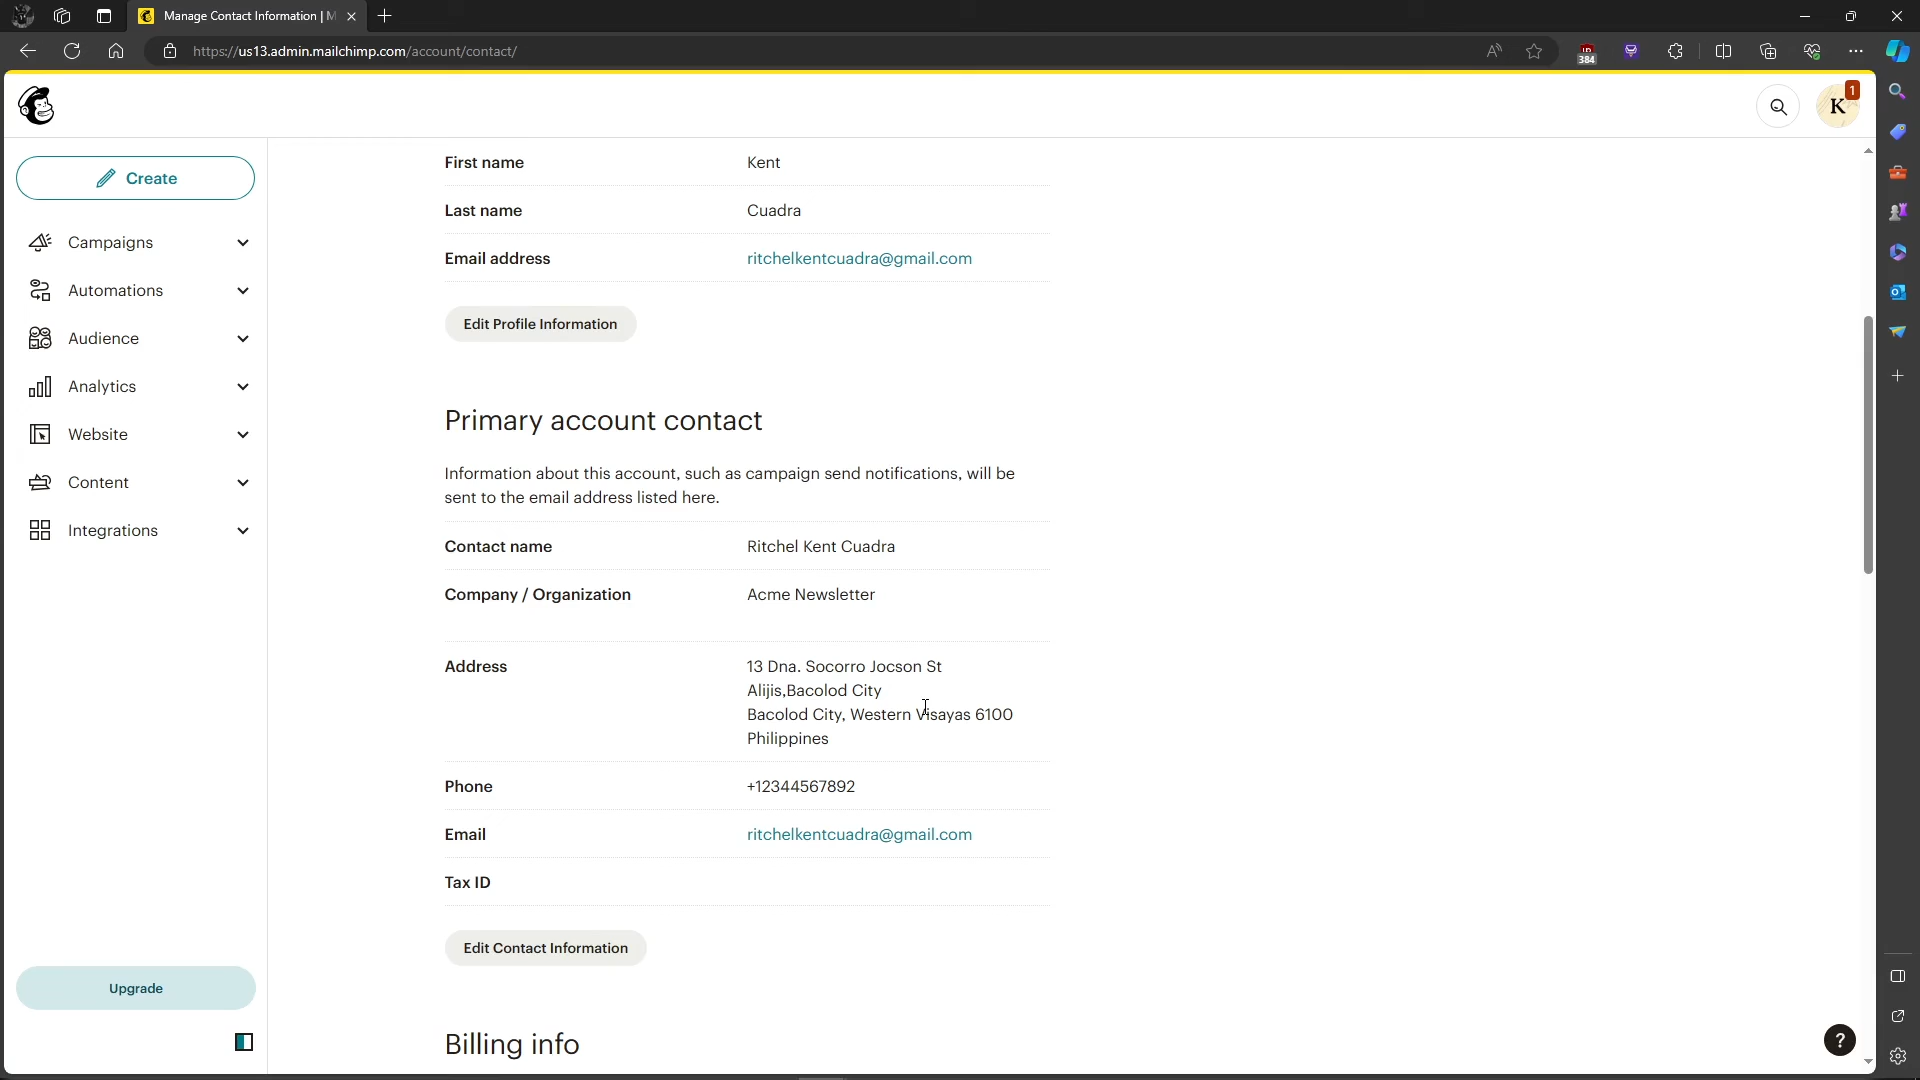 Manage Contact Information | M
https://us13.admin.mailchimp.com/account/contact/
384
K
1
Create
Campaigns
Automations
Audience
Analytics
Website
Content
Integrations
Upgrade
First name Kent
Last name Cuadra
Email address ritchelkentcuadra@gmail.com
Edit Profile Information
Primary account contact
Information about this account, such as campaign send notifications, will be
sent to the email address listed here.
Contact name Ritchel Kent Cuadra
Company / Organization Acme Newsletter
Address 13 Dna. Socorro Jocson St
Alijis,Bacolod City
Bacolod City, Western Visayas 6100
Philippines
Phone +12344567892
Email ritchelkentcuadra@gmail.com
Tax ID
Edit Contact Information
Billing info
?